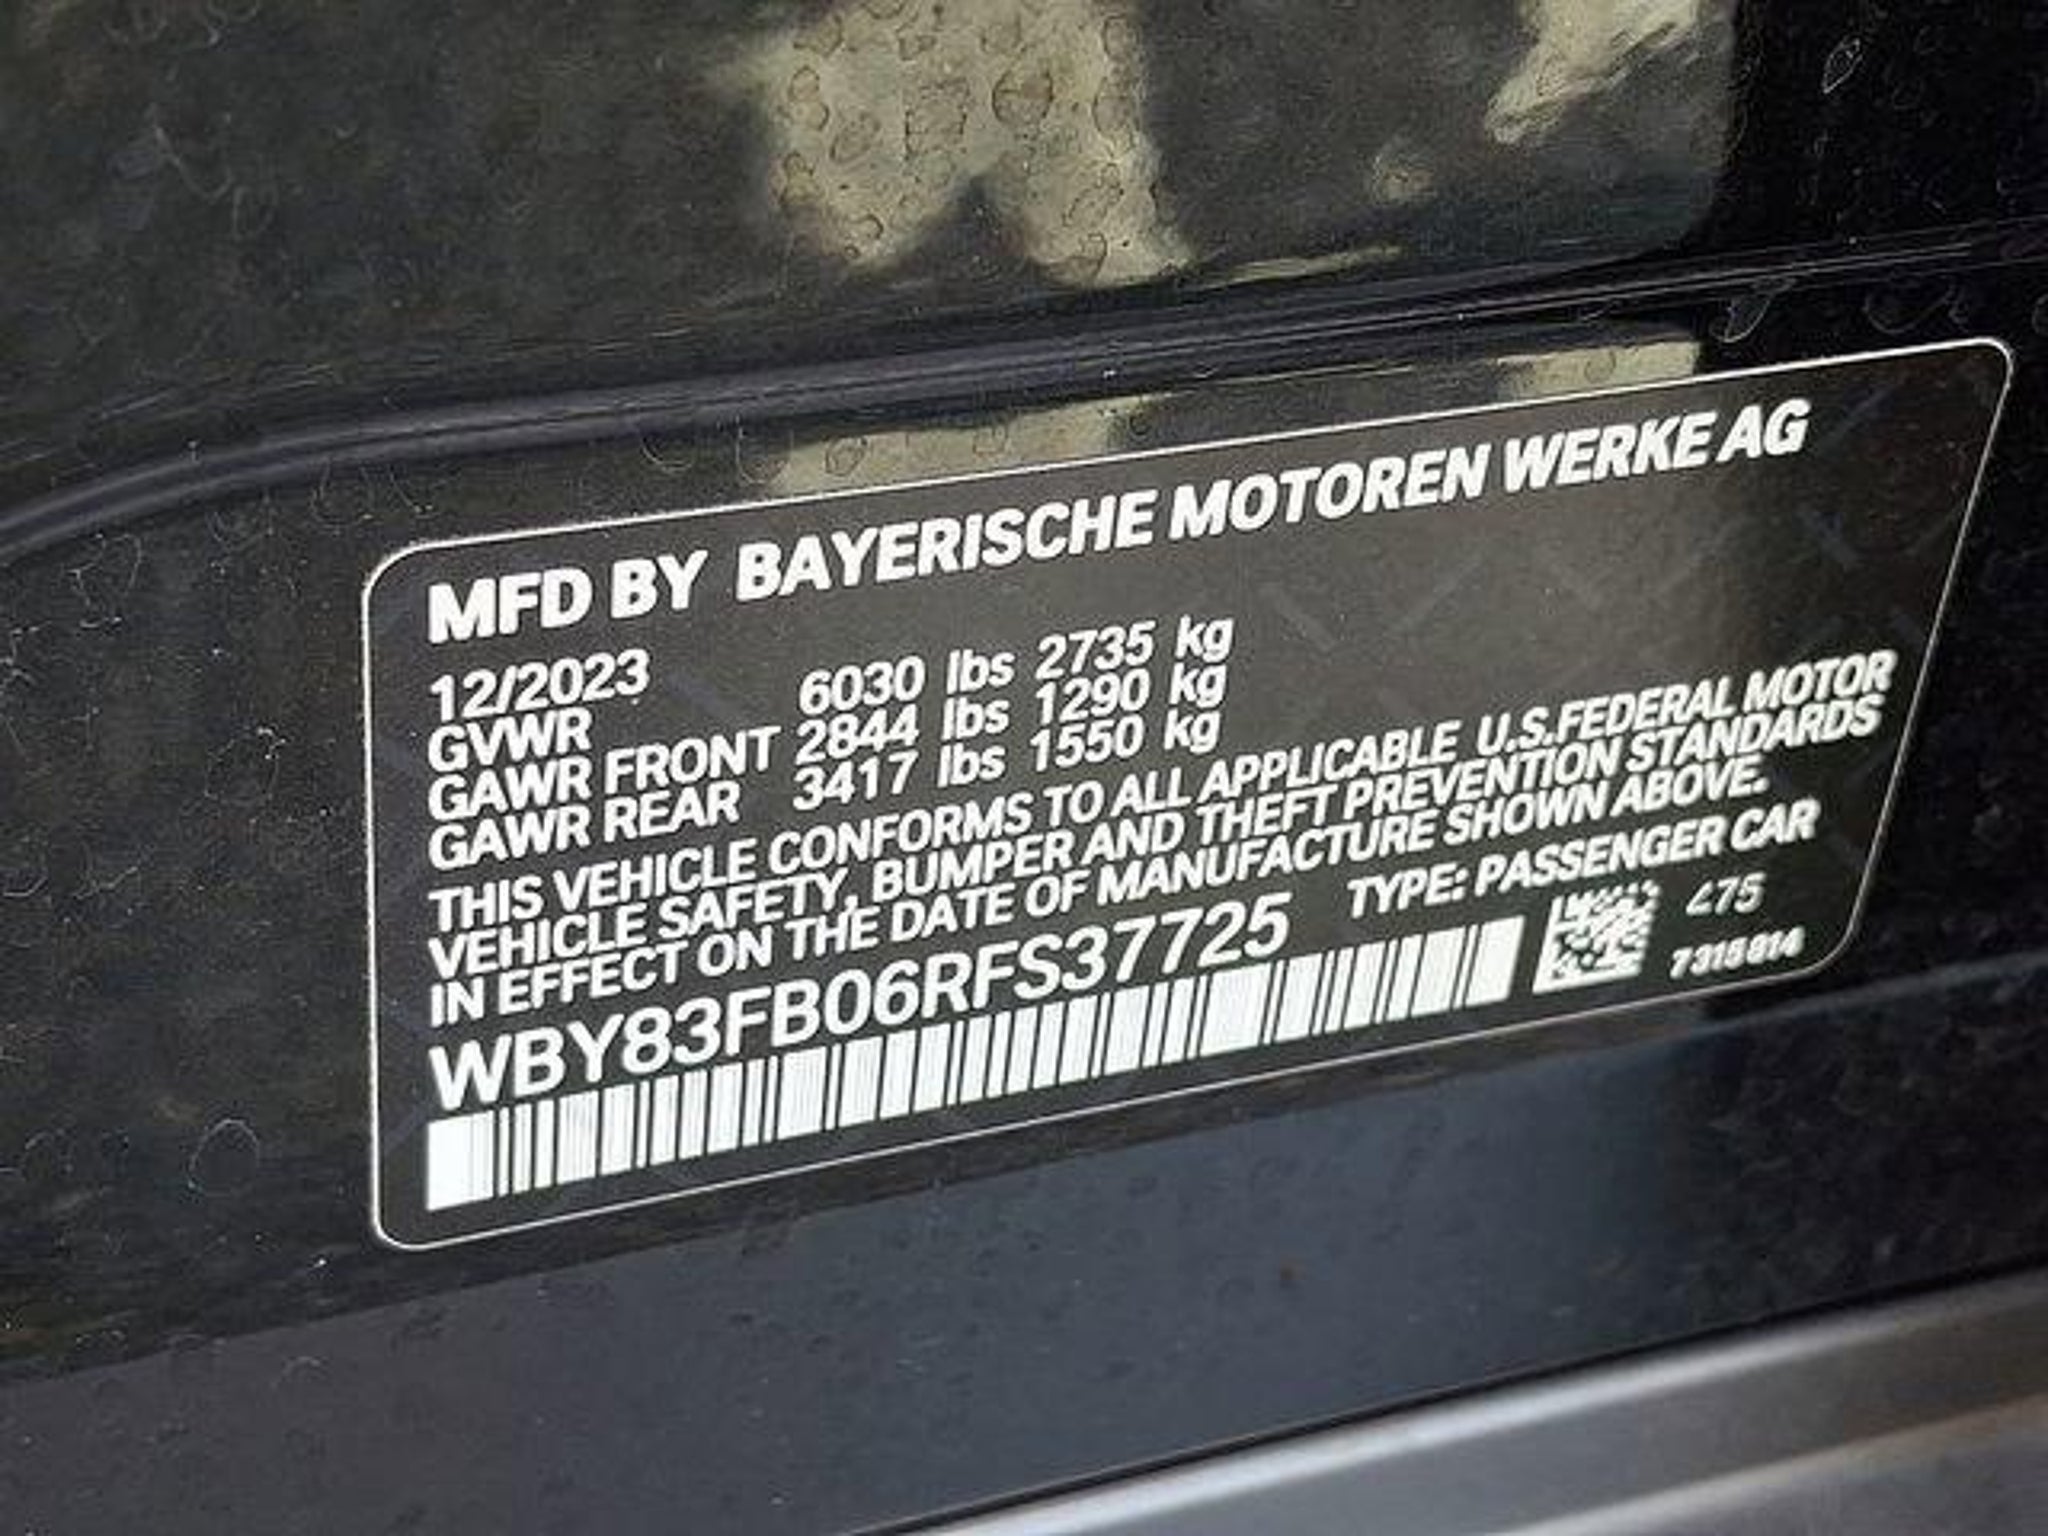 MFD BY BAYERISCHE MOTOREN WERKE AG
12/2023
GVWR 6030 lbs 2735 kg
GAWR FRONT 2844 lbs 1290 kg
GAWR REAR 3417 lbs 1550 kg
THIS VEHICLE CONFORMS TO ALL APPLICABLE U.S.FEDERAL MOTOR
VEHICLE SAFETY, BUMPER AND THEFT PREVENTION STANDARDS
IN EFFECT ON THE DATE OF MANUFACTURE SHOWN ABOVE.
WBY83FB06RFS37725 TYPE: PASSENGER CAR